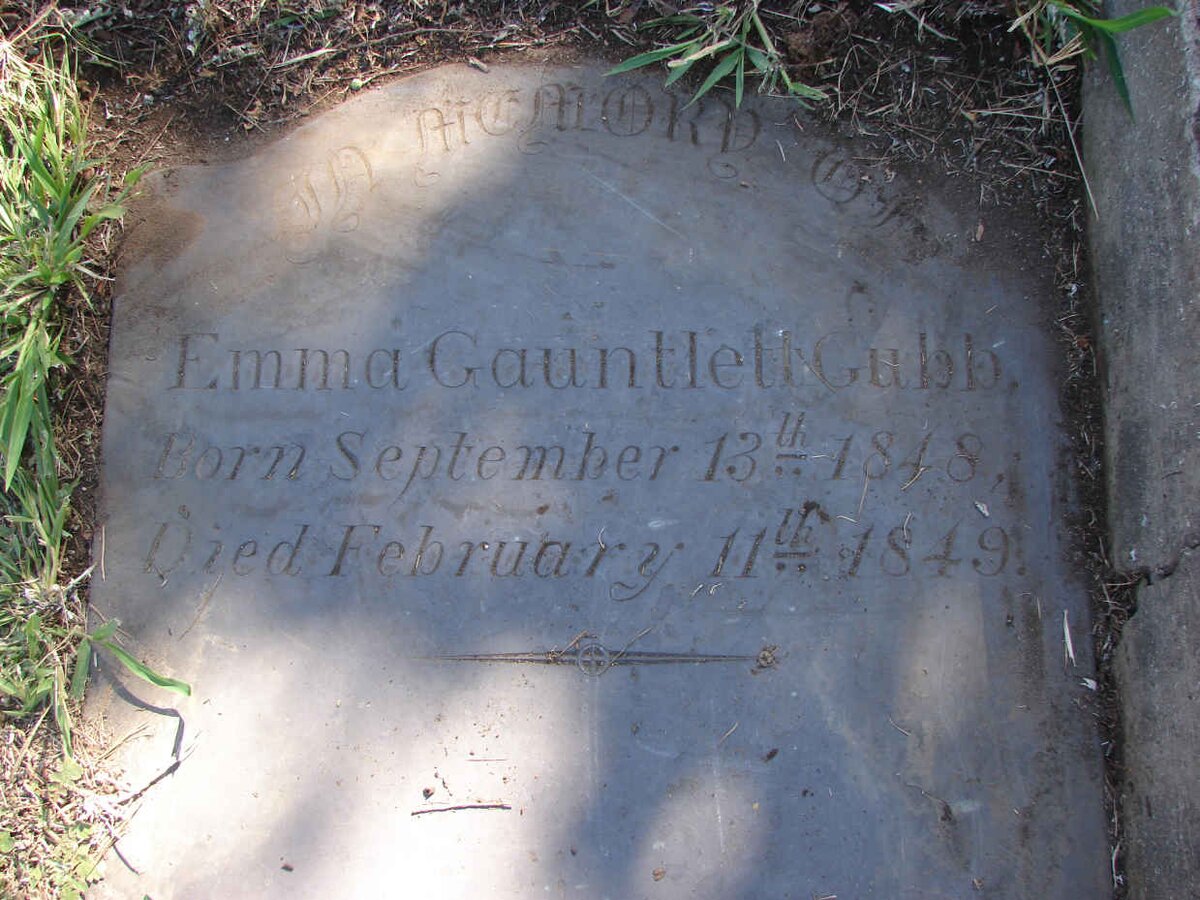 IN MEMORY OF
Emma Gauntlett Gubb.
Born September 13th 1848,
Died February 11th 1849.